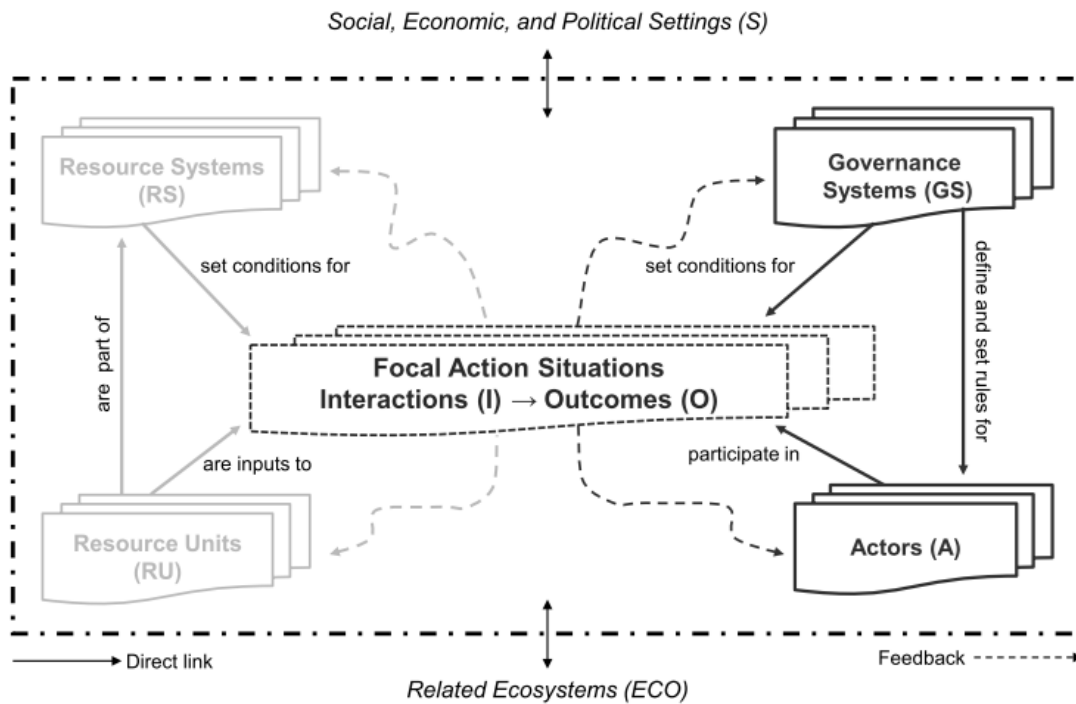 Social, Economic, and Political Settings (S)
Resource Systems
(RS)
Governance
Systems (GS)
set conditions for
set conditions for
define and set rules for
are part of
Focal Action Situations
Interactions (I) → Outcomes (O)
are inputs to
participate in
Resource Units
(RU)
Actors (A)
Direct link
Feedback
Related Ecosystems (ECO)